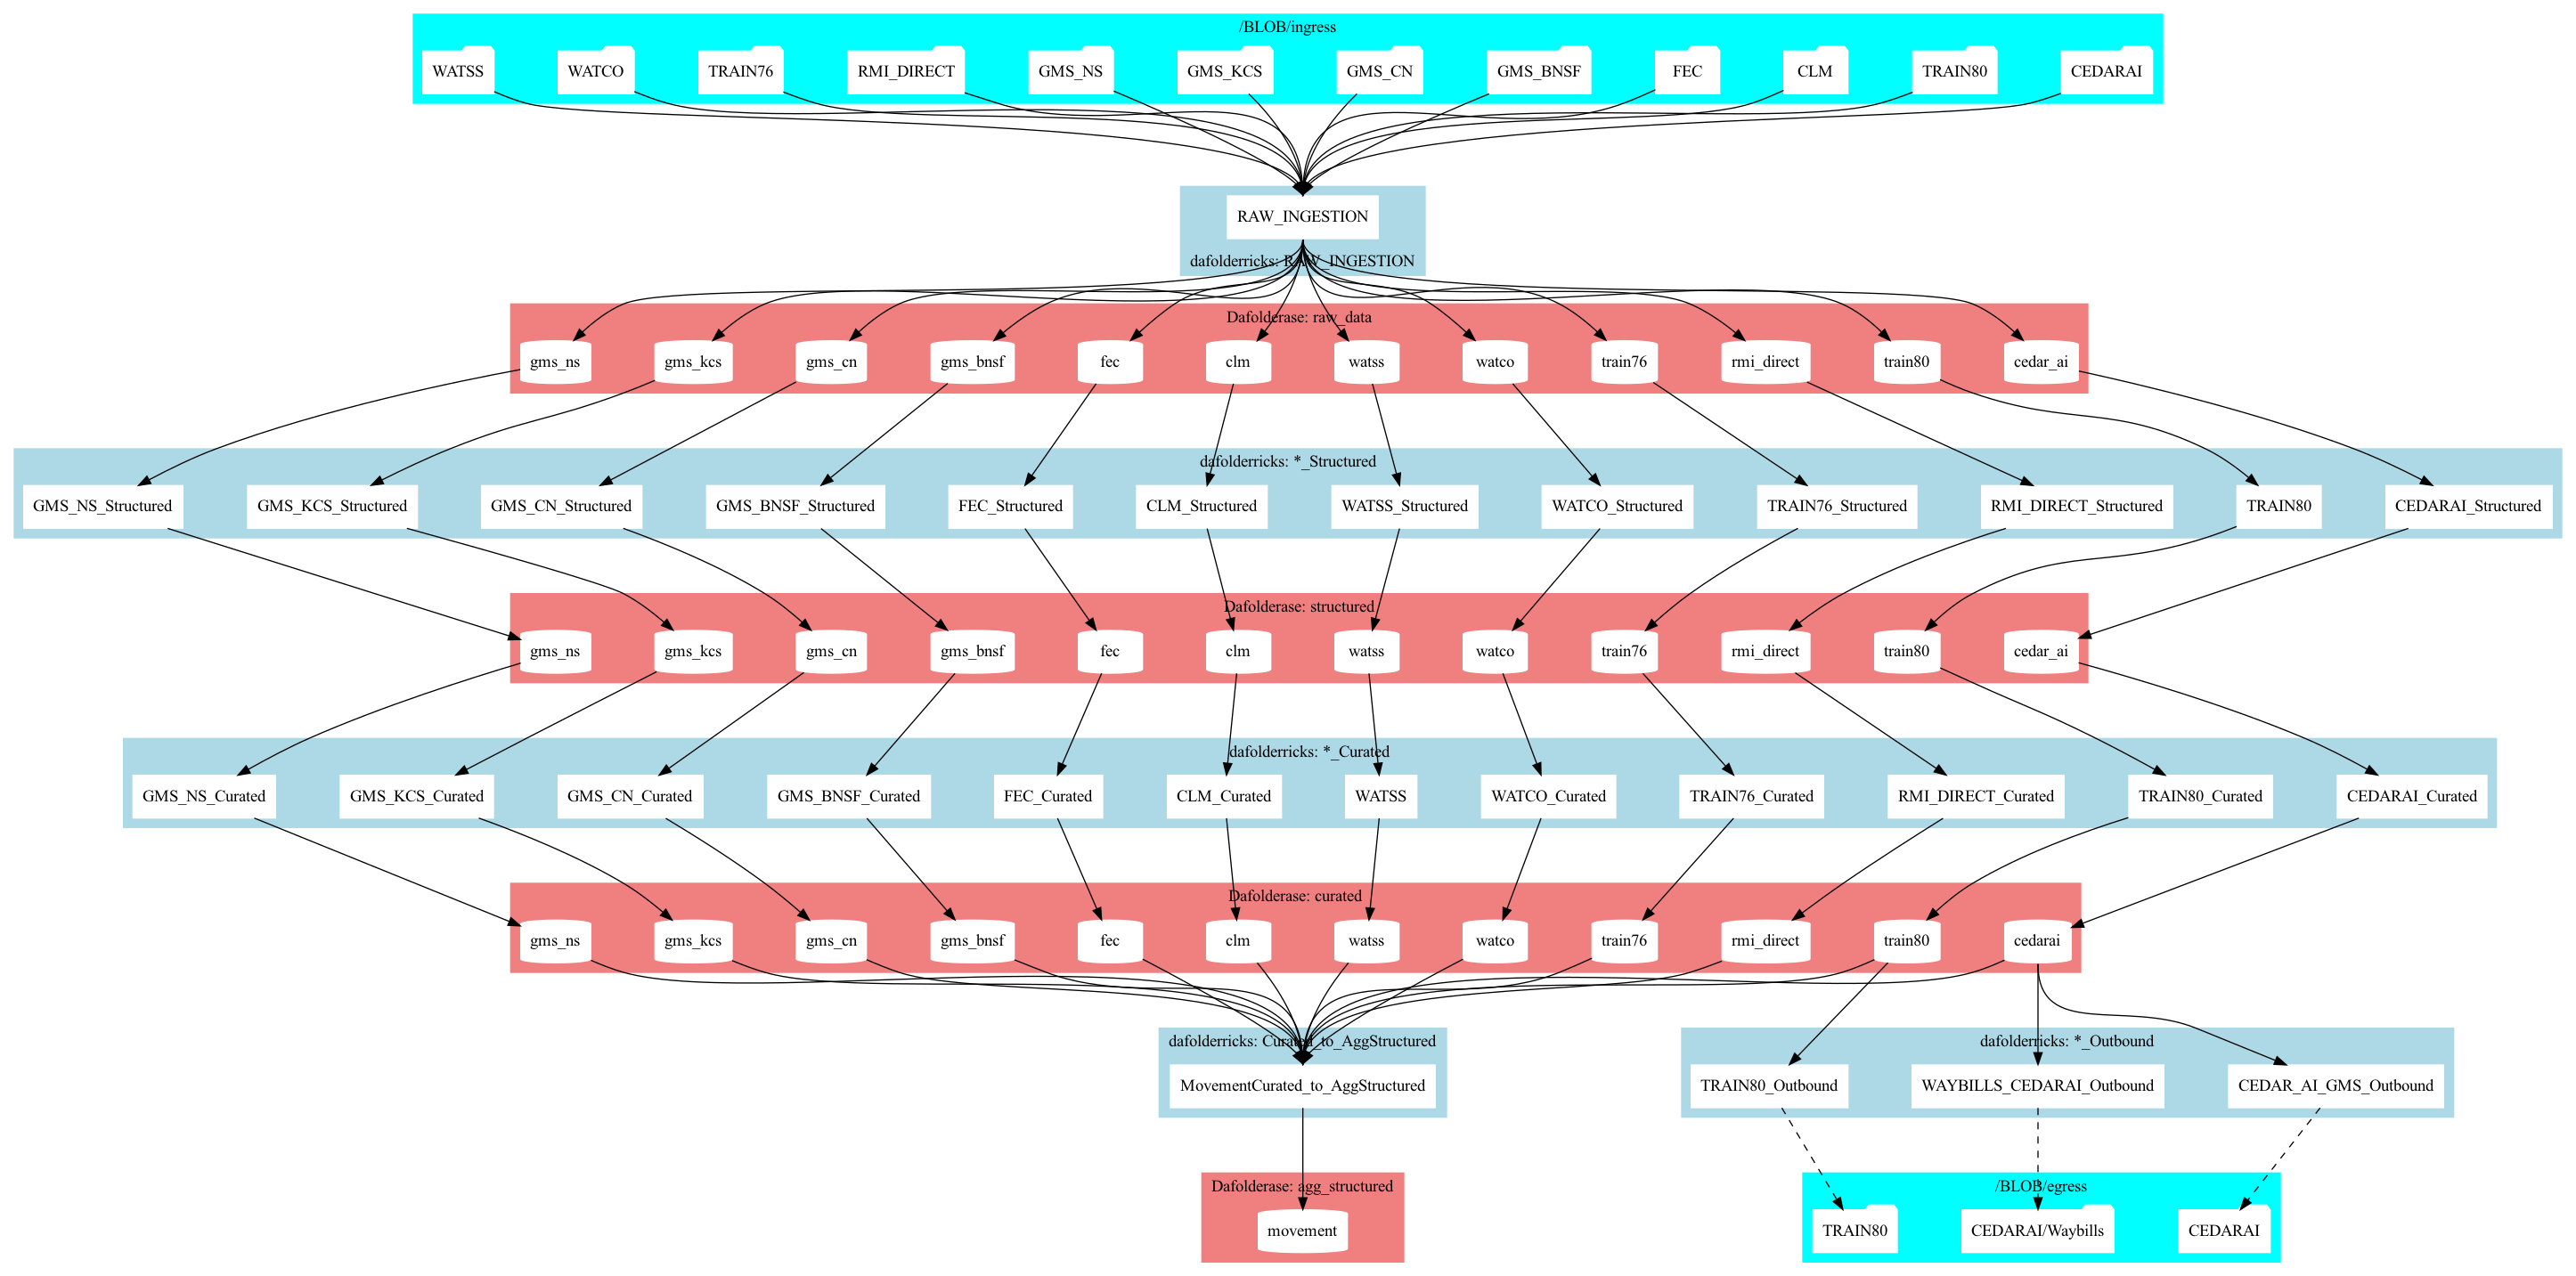 /BLOB/ingress
WATSS
WATCO
TRAIN76
RMI_DIRECT
GMS_NS
GMS_KCS
GMS_CN
GMS_BNSF
FEC
CLM
TRAIN80
CEDARAI
RAW_INGESTION
dafolderricks: RAW_INGESTION
Dafolderase: raw_data
gms_ns
gms_kcs
gms_cn
gms_bnsf
fec
clm
watss
watco
train76
rmi_direct
train80
cedar_ai
dafolderricks: *_Structured
GMS_NS_Structured
GMS_KCS_Structured
GMS_CN_Structured
GMS_BNSF_Structured
FEC_Structured
CLM_Structured
WATSS_Structured
WATCO_Structured
TRAIN76_Structured
RMI_DIRECT_Structured
TRAIN80
CEDARAI_Structured
Dafolderase: structured
gms_ns
gms_kcs
gms_cn
gms_bnsf
fec
clm
watss
watco
train76
rmi_direct
train80
cedar_ai
dafolderricks: *_Curated
GMS_NS_Curated
GMS_KCS_Curated
GMS_CN_Curated
GMS_BNSF_Curated
FEC_Curated
CLM_Curated
WATSS
WATCO_Curated
TRAIN76_Curated
RMI_DIRECT_Curated
TRAIN80_Curated
CEDARAI_Curated
Dafolderase: curated
gms_ns
gms_kcs
gms_cn
gms_bnsf
fec
clm
watss
watco
train76
rmi_direct
train80
cedarai
dafolderricks: Curated_to_AggStructured
MovementCurated_to_AggStructured
dafolderricks: *_Outbound
TRAIN80_Outbound
WAYBILLS_CEDARAI_Outbound
CEDAR_AI_GMS_Outbound
Dafolderase: agg_structured
movement
/BLOB/egress
TRAIN80
CEDARAI/Waybills
CEDARAI